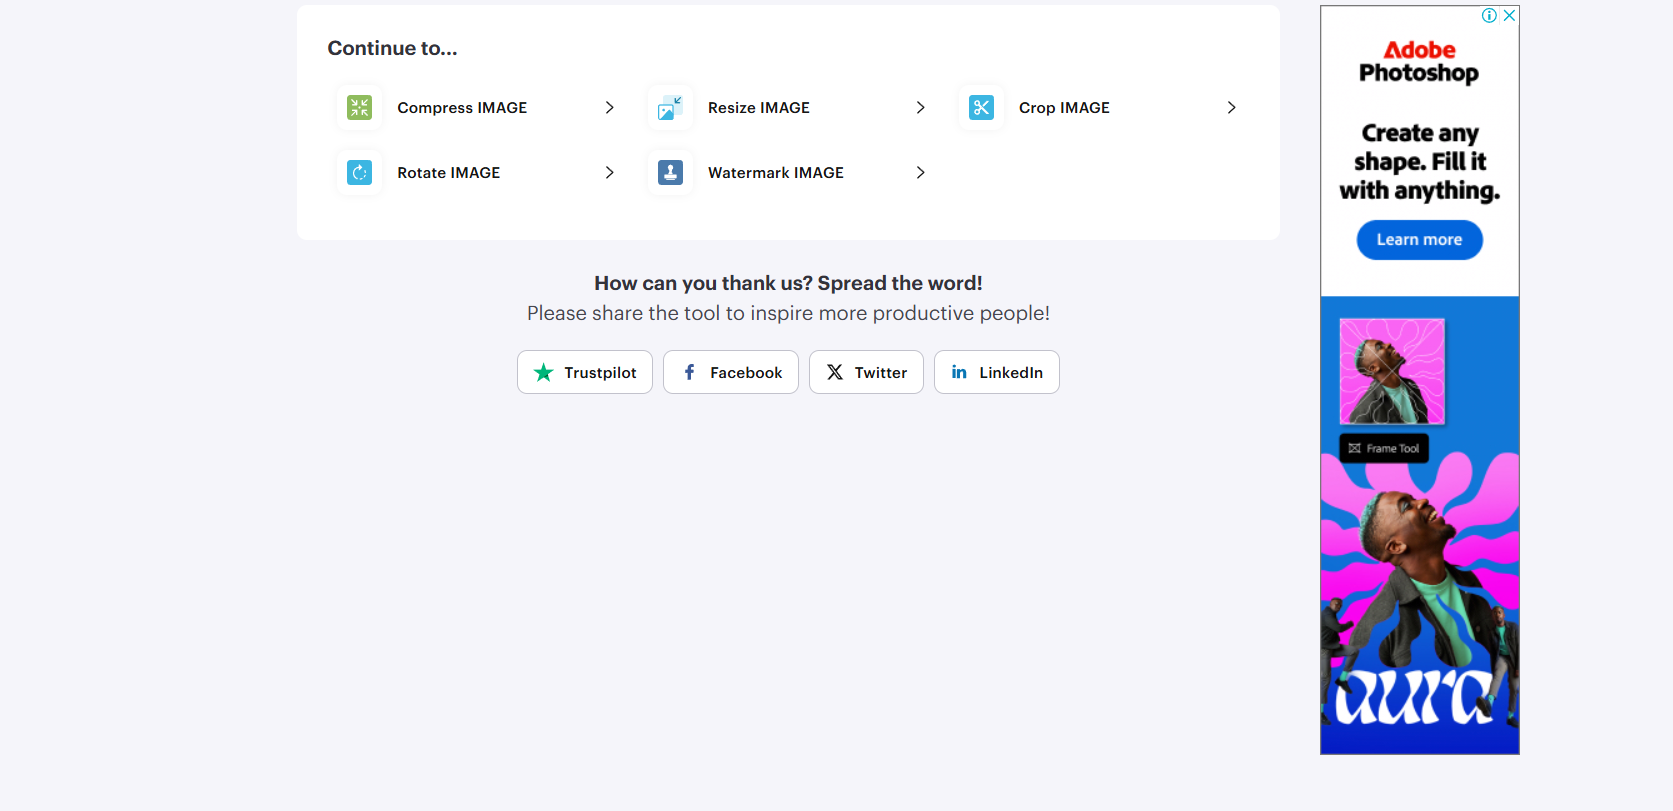 Continue to...
Compress IMAGE
Resize IMAGE
Crop IMAGE
Rotate IMAGE
Watermark IMAGE
How can you thank us? Spread the word!
Please share the tool to inspire more productive people!
Trustpilot
Facebook
Twitter
LinkedIn
Adobe
Photoshop
Create any
shape. Fill it
with anything.
Learn more
Frame Tool
aura